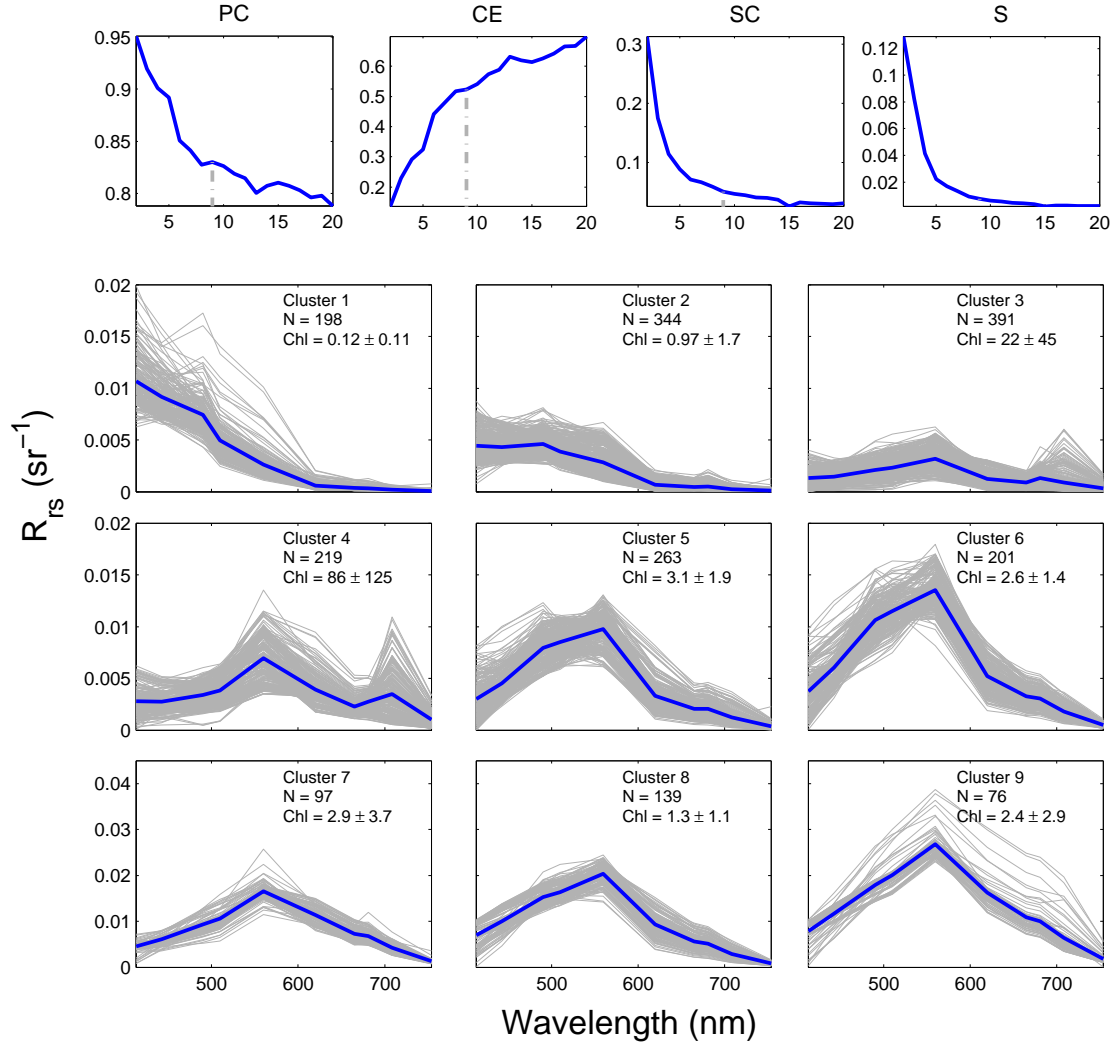 PC CE SC S
0.95
0.9
0.85
0.8
5 10 15 20
0.6
0.5
0.4
0.3
0.2
5 10 15 20
0.3
0.2
0.1
5 10 15 20
0.12
0.10
0.08
0.06
0.04
0.02
5 10 15 20
R_rs (sr^−1)
0.02
0.015
0.01
0.005
0
Cluster 1
N = 198
Chl = 0.12 ± 0.11
Cluster 2
N = 344
Chl = 0.97 ± 1.7
Cluster 3
N = 391
Chl = 22 ± 45
0.02
0.015
0.01
0.005
0
Cluster 4
N = 219
Chl = 86 ± 125
Cluster 5
N = 263
Chl = 3.1 ± 1.9
Cluster 6
N = 201
Chl = 2.6 ± 1.4
0.04
0.03
0.02
0.01
0
Cluster 7
N = 97
Chl = 2.9 ± 3.7
Cluster 8
N = 139
Chl = 1.3 ± 1.1
Cluster 9
N = 76
Chl = 2.4 ± 2.9
500 600 700
500 600 700
500 600 700
Wavelength (nm)